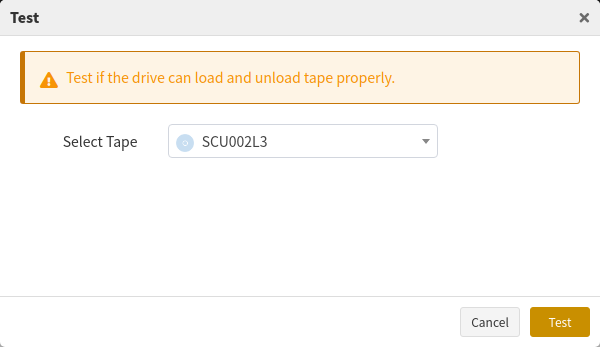 Test
Test if the drive can load and unload tape properly.
Select Tape
SCU002L3
Cancel
Test